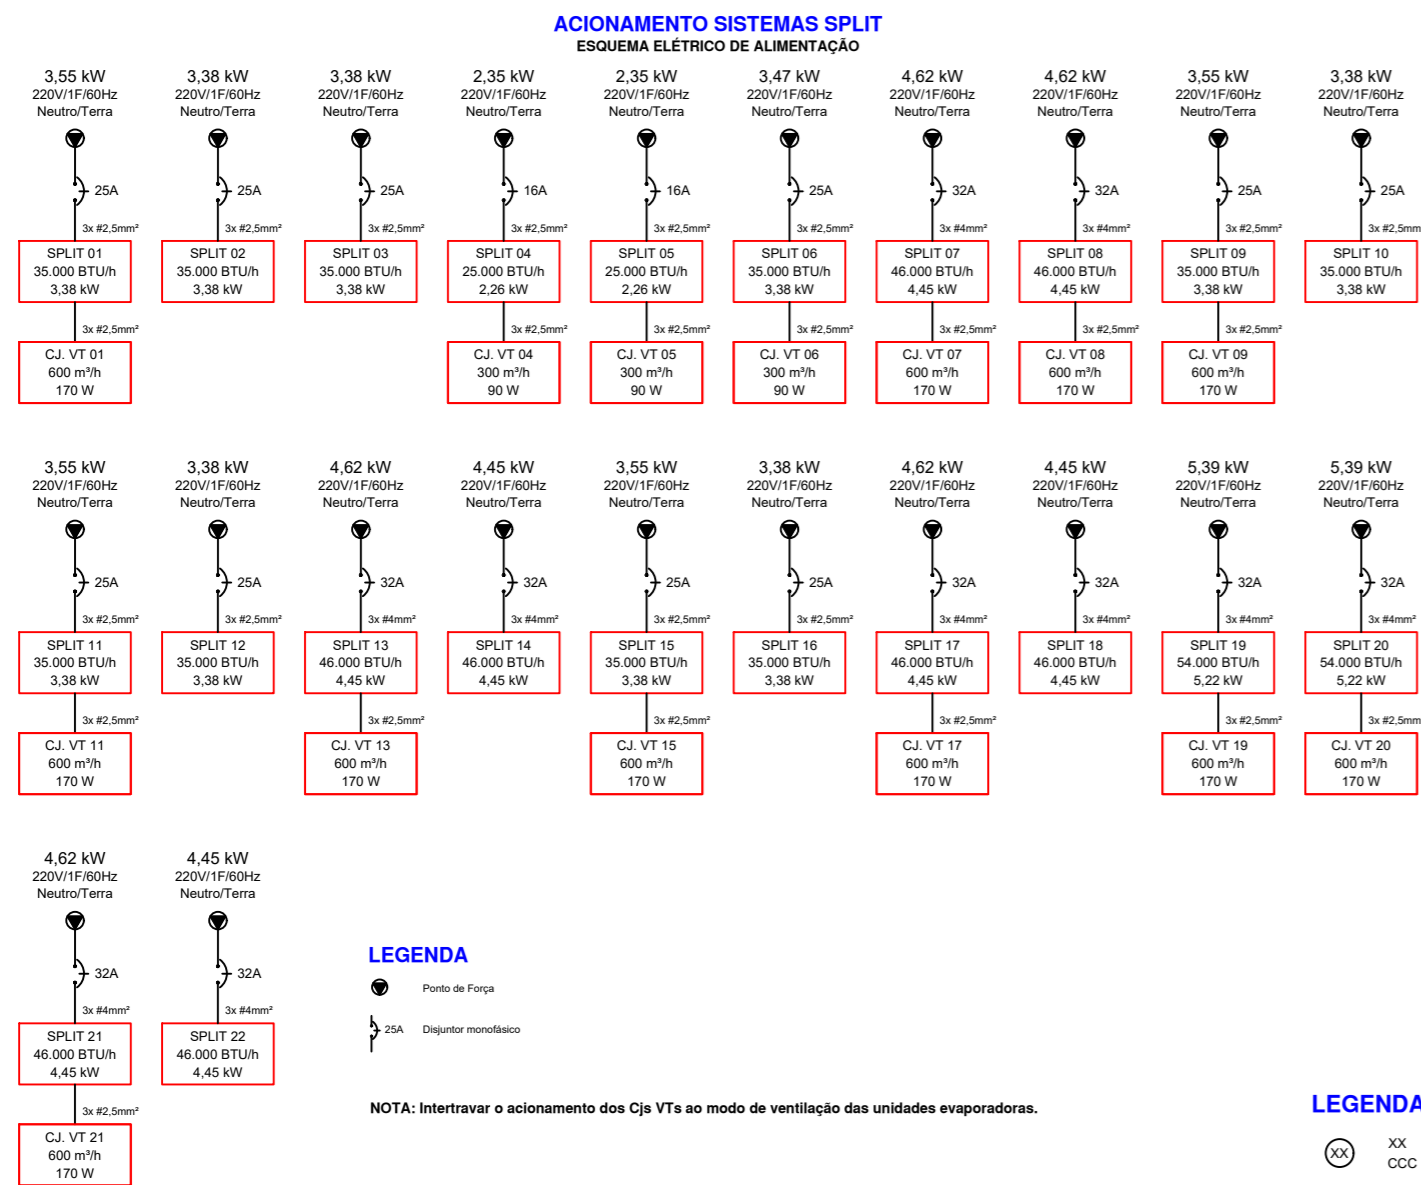 ACIONAMENTO SISTEMAS SPLIT
ESQUEMA ELÉTRICO DE ALIMENTAÇÃO
3,55 kW 3,38 kW 3,38 kW 2,35 kW 2,35 kW 3,47 kW 4,62 kW 4,62 kW 3,55 kW 3,38 kW
220V/1F/60Hz 220V/1F/60Hz 220V/1F/60Hz 220V/1F/60Hz 220V/1F/60Hz 220V/1F/60Hz 220V/1F/60Hz 220V/1F/60Hz 220V/1F/60Hz 220V/1F/60Hz
Neutro/Terra Neutro/Terra Neutro/Terra Neutro/Terra Neutro/Terra Neutro/Terra Neutro/Terra Neutro/Terra Neutro/Terra Neutro/Terra
25A 25A 25A 16A 16A 25A 32A 32A 25A 25A
3x #2,5mm² 3x #2,5mm² 3x #2,5mm² 3x #2,5mm² 3x #2,5mm² 3x #2,5mm² 3x #4mm² 3x #4mm² 3x #2,5mm² 3x #2,5mm
SPLIT 01 SPLIT 02 SPLIT 03 SPLIT 04 SPLIT 05 SPLIT 06 SPLIT 07 SPLIT 08 SPLIT 09 SPLIT 10
35.000 BTU/h 35.000 BTU/h 35.000 BTU/h 25.000 BTU/h 25.000 BTU/h 35.000 BTU/h 46.000 BTU/h 46.000 BTU/h 35.000 BTU/h 35.000 BTU/h
3,38 kW 3,38 kW 3,38 kW 2,26 kW 2,26 kW 3,38 kW 4,45 kW 4,45 kW 3,38 kW 3,38 kW
3x #2,5mm² 3x #2,5mm² 3x #2,5mm² 3x #2,5mm² 3x #2,5mm² 3x #2,5mm² 3x #2,5mm²
CJ. VT 01 CJ. VT 04 CJ. VT 05 CJ. VT 06 CJ. VT 07 CJ. VT 08 CJ. VT 09
600 m³/h 300 m³/h 300 m³/h 300 m³/h 600 m³/h 600 m³/h 600 m³/h
170 W 90 W 90 W 90 W 170 W 170 W 170 W
3,55 kW 3,38 kW 4,62 kW 4,45 kW 3,55 kW 3,38 kW 4,62 kW 4,45 kW 5,39 kW 5,39 kW
220V/1F/60Hz 220V/1F/60Hz 220V/1F/60Hz 220V/1F/60Hz 220V/1F/60Hz 220V/1F/60Hz 220V/1F/60Hz 220V/1F/60Hz 220V/1F/60Hz 220V/1F/60Hz
Neutro/Terra Neutro/Terra Neutro/Terra Neutro/Terra Neutro/Terra Neutro/Terra Neutro/Terra Neutro/Terra Neutro/Terra Neutro/Terra
25A 25A 32A 32A 25A 25A 32A 32A 32A 32A
3x #2,5mm² 3x #2,5mm² 3x #4mm² 3x #4mm² 3x #2,5mm² 3x #2,5mm² 3x #4mm² 3x #4mm² 3x #4mm² 3x #4mm²
SPLIT 11 SPLIT 12 SPLIT 13 SPLIT 14 SPLIT 15 SPLIT 16 SPLIT 17 SPLIT 18 SPLIT 19 SPLIT 20
35.000 BTU/h 35.000 BTU/h 46.000 BTU/h 46.000 BTU/h 35.000 BTU/h 35.000 BTU/h 46.000 BTU/h 46.000 BTU/h 54.000 BTU/h 54.000 BTU/h
3,38 kW 3,38 kW 4,45 kW 4,45 kW 3,38 kW 3,38 kW 4,45 kW 4,45 kW 5,22 kW 5,22 kW
3x #2,5mm² 3x #2,5mm² 3x #2,5mm² 3x #2,5mm² 3x #2,5mm² 3x #2,5mm
CJ. VT 11 CJ. VT 13 CJ. VT 15 CJ. VT 17 CJ. VT 19 CJ. VT 20
600 m³/h 600 m³/h 600 m³/h 600 m³/h 600 m³/h 600 m³/h
170 W 170 W 170 W 170 W 170 W 170 W
4,62 kW 4,45 kW
220V/1F/60Hz 220V/1F/60Hz
Neutro/Terra Neutro/Terra
32A 32A
3x #4mm² 3x #4mm²
SPLIT 21 SPLIT 22
46.000 BTU/h 46.000 BTU/h
4,45 kW 4,45 kW
3x #2,5mm²
CJ. VT 21
600 m³/h
170 W
LEGENDA
Ponto de Força
25A Disjuntor monofásico
NOTA: Intertravar o acionamento dos Cjs VTs ao modo de ventilação das unidades evaporadoras.
LEGENDA
XX XX
CCC